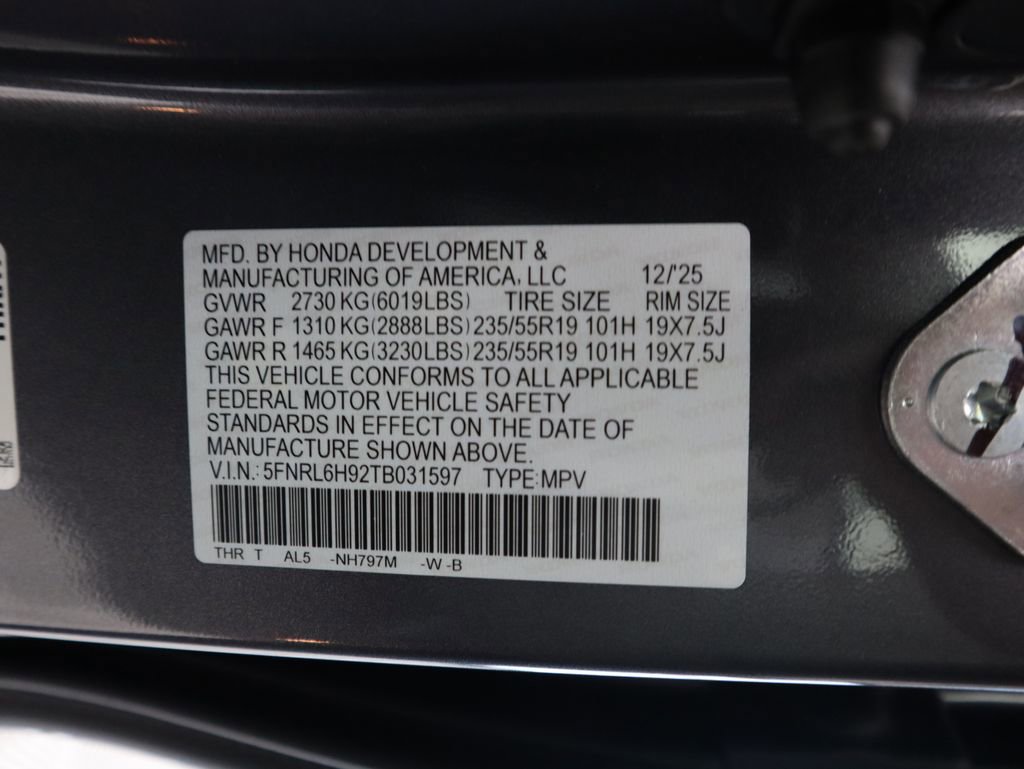 MFD. BY HONDA DEVELOPMENT &
MANUFACTURING OF AMERICA, LLC 12/'25
GVWR 2730 KG(6019LBS) TIRE SIZE RIM SIZE
GAWR F 1310 KG(2888LBS) 235/55R19 101H 19X7.5J
GAWR R 1465 KG(3230LBS) 235/55R19 101H 19X7.5J
THIS VEHICLE CONFORMS TO ALL APPLICABLE
FEDERAL MOTOR VEHICLE SAFETY
STANDARDS IN EFFECT ON THE DATE OF
MANUFACTURE SHOWN ABOVE.
V.I.N.: 5FNRL6H92TB031597 TYPE:MPV
THR T AL5 -NH797M -W -B